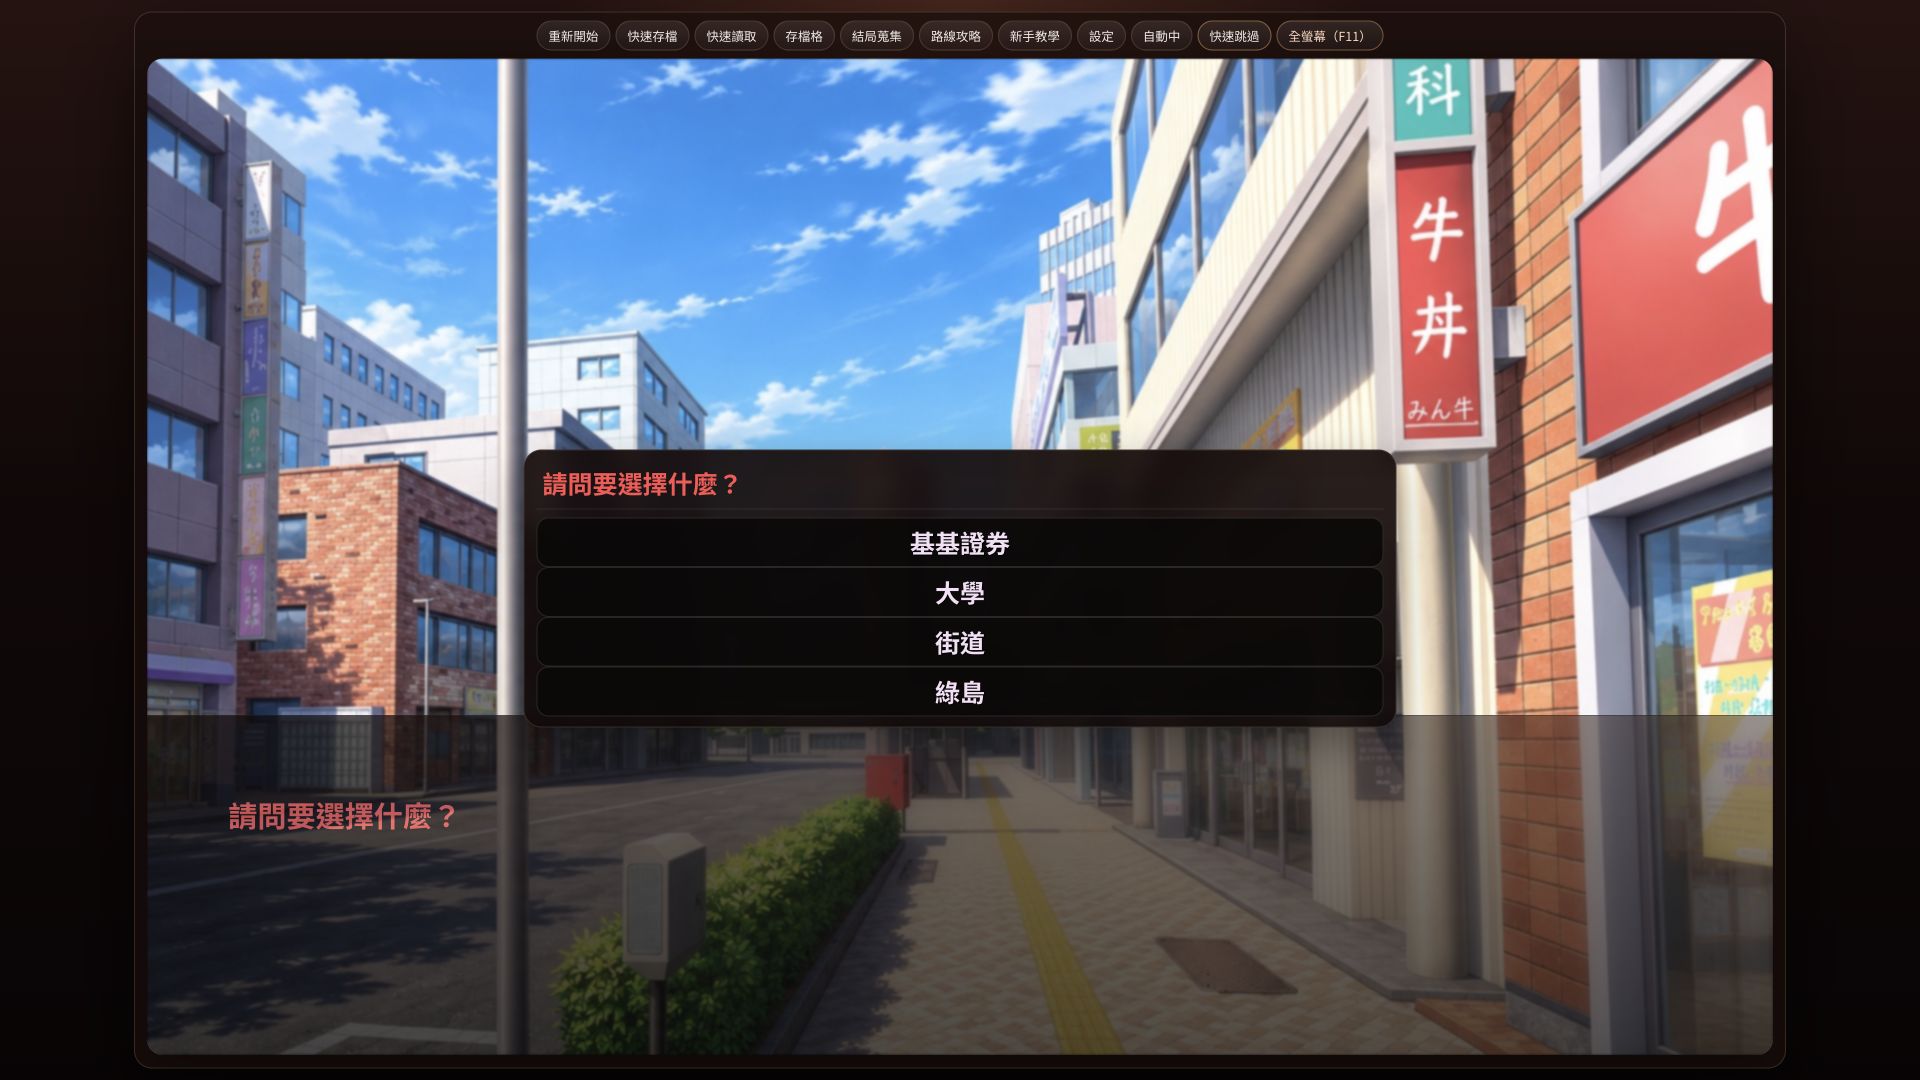 重新開始
快速存檔
快速讀取
存檔格
結局蒐集
路線攻略
新手教學
設定
自動中
快速跳過
全螢幕（F11）
科
牛
丼
みん牛
牛
請問要選擇什麼？
基基證券
大學
街道
綠島
請問要選擇什麼？